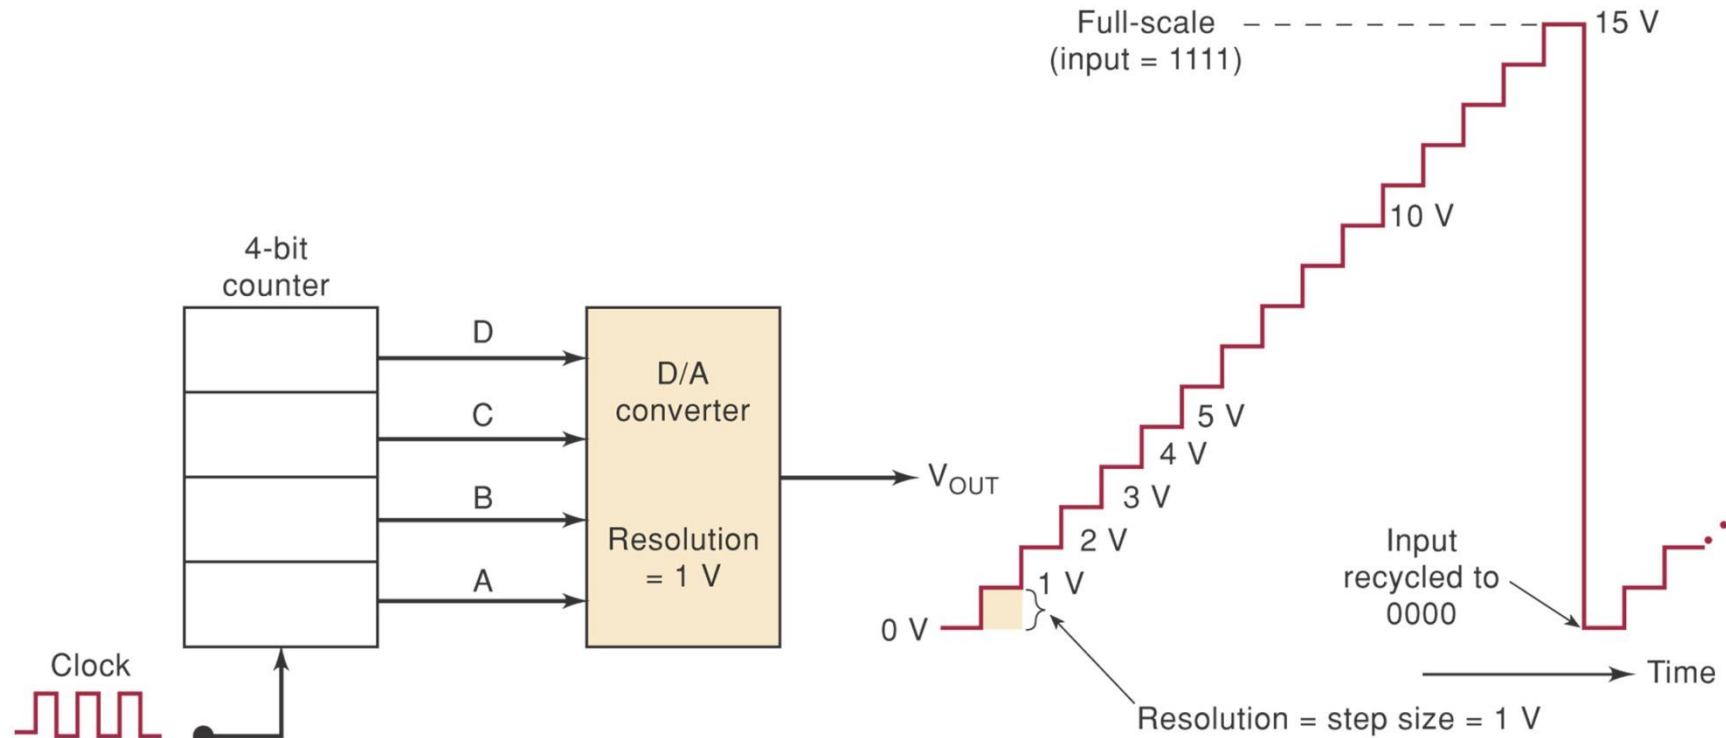 Full-scale
(input = 1111)
15 V
10 V
4-bit
counter
D
C
B
A
D/A
converter
Resolution
= 1 V
V_OUT
5 V
4 V
3 V
2 V
1 V
0 V
Input
recycled to
0000
Clock
Time
Resolution = step size = 1 V